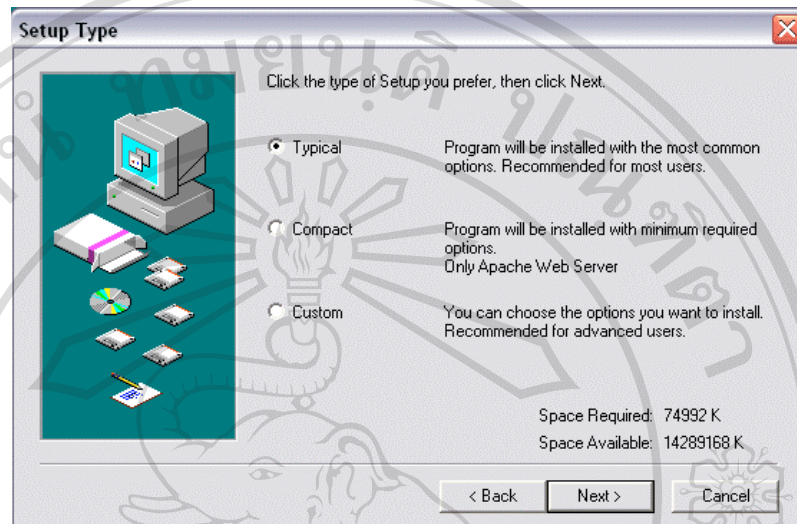 Setup Type
Click the type of Setup you prefer, then click Next.
Typical
Program will be installed with the most common
options. Recommended for most users.
Compact
Program will be installed with minimum required
options.
Only Apache Web Server
Custom
You can choose the options you want to install.
Recommended for advanced users.
Space Required: 74992 K
Space Available: 14289168 K
< Back
Next >
Cancel